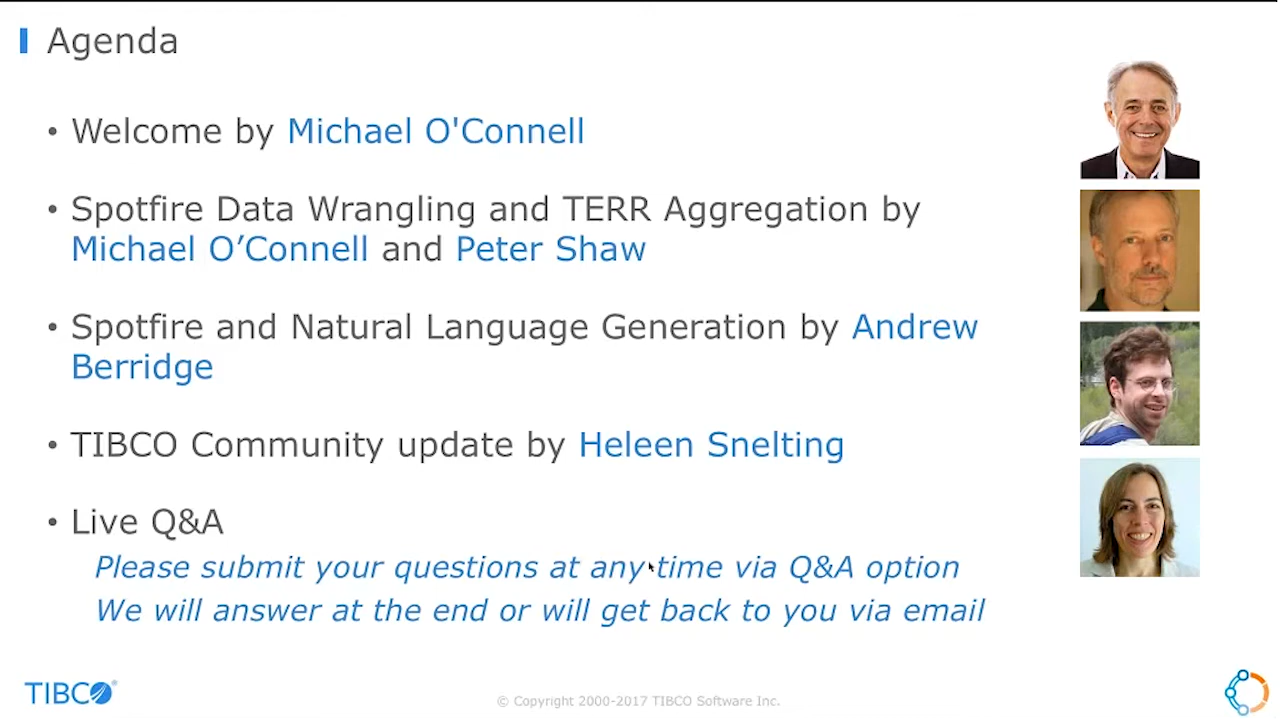 Agenda
• Welcome by Michael O'Connell
• Spotfire Data Wrangling and TERR Aggregation by
Michael O’Connell and Peter Shaw
• Spotfire and Natural Language Generation by Andrew
Berridge
• TIBCO Community update by Heleen Snelting
• Live Q&A
Please submit your questions at any time via Q&A option
We will answer at the end or will get back to you via email
TIBCO®
© Copyright 2000-2017 TIBCO Software Inc.